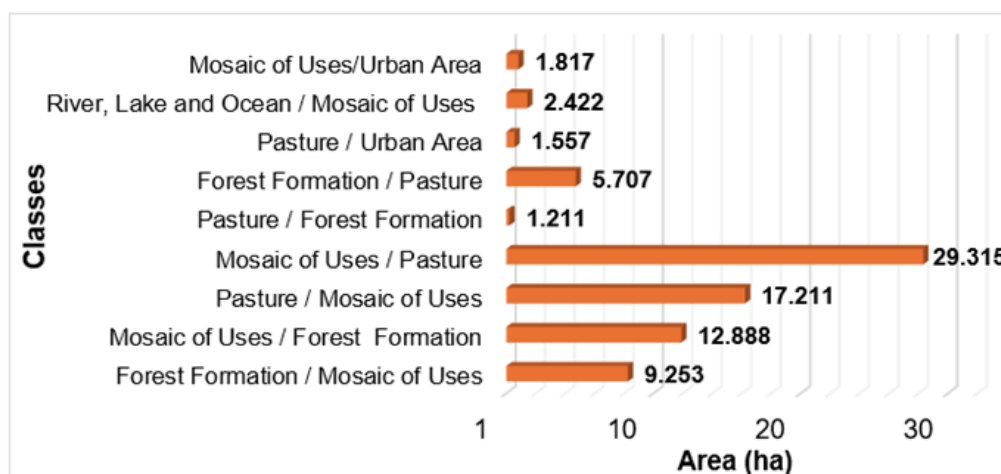 Classes
Mosaic of Uses/Urban Area 1.817
River, Lake and Ocean / Mosaic of Uses 2.422
Pasture / Urban Area 1.557
Forest Formation / Pasture 5.707
Pasture / Forest Formation 1.211
Mosaic of Uses / Pasture 29.315
Pasture / Mosaic of Uses 17.211
Mosaic of Uses / Forest Formation 12.888
Forest Formation / Mosaic of Uses 9.253
1 10 20 30
Area (ha)